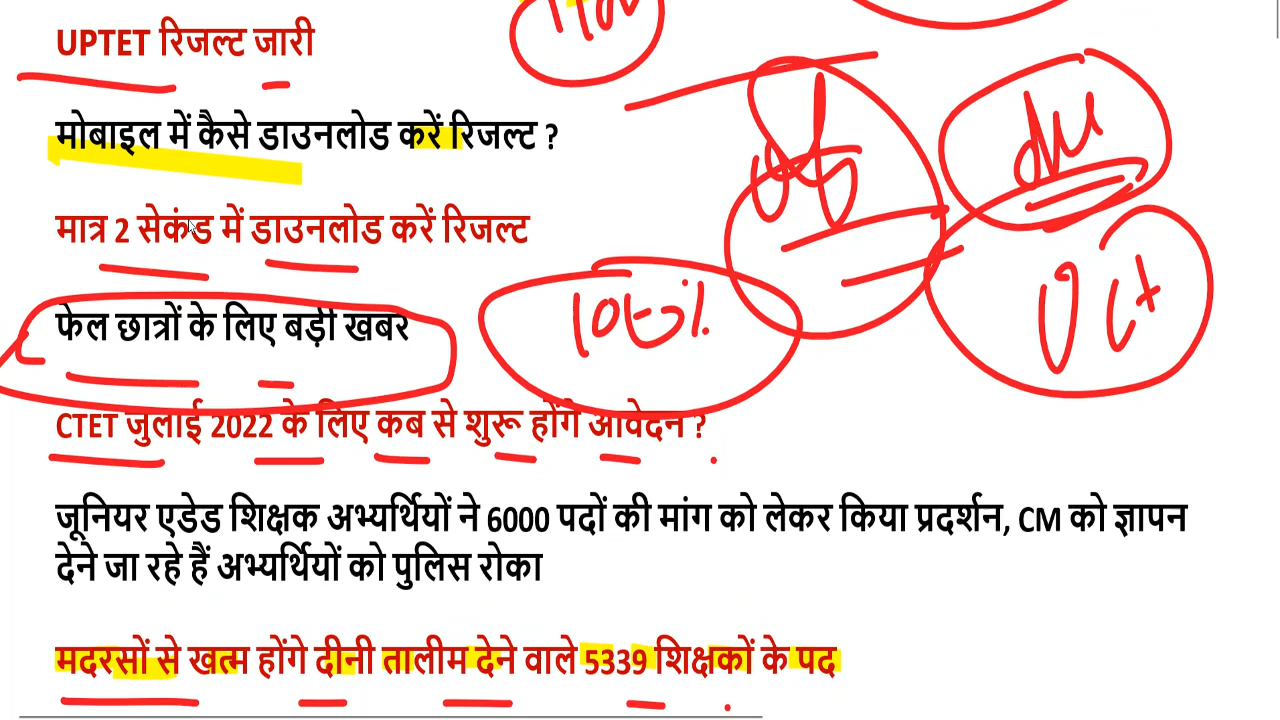 UPTET रिजल्ट जारी
मोबाइल में कैसे डाउनलोड करें रिजल्ट ?
मात्र 2 सेकंड में डाउनलोड करें रिजल्ट
फेल छात्रों के लिए बड़ी खबर
CTET जुलाई 2022 के लिए कब से शुरू होंगे आवेदन ?
जूनियर एडेड शिक्षक अभ्यर्थियों ने 6000 पदों की मांग को लेकर किया प्रदर्शन, CM को ज्ञापन
देने जा रहे हैं अभ्यर्थियों को पुलिस रोका
मदरसों से खत्म होंगे दीनी तालीम देने वाले 5339 शिक्षकों के पद